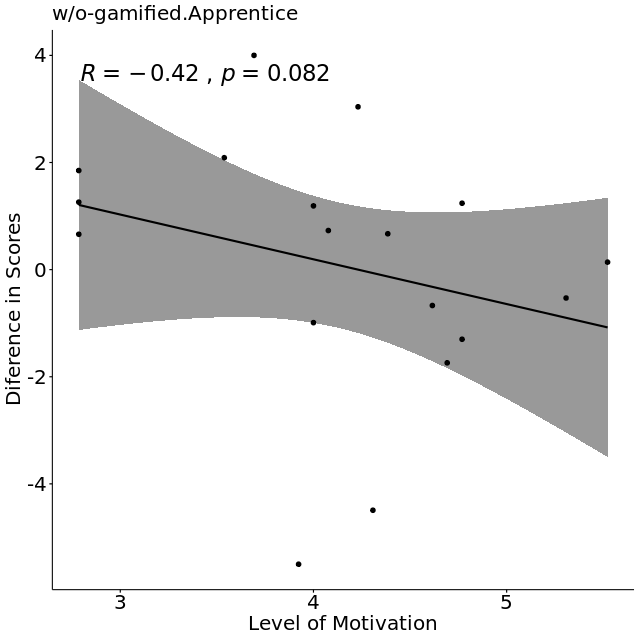 w/o-gamified.Apprentice
R = −0.42 , p = 0.082
4
2
0
-2
-4
Diference in Scores
3 4 5
Level of Motivation